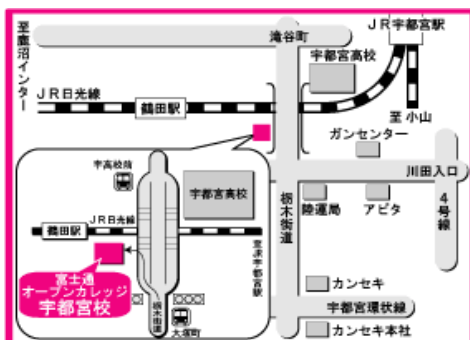 JR宇都宮駅
滝谷町
至鹿沼インター
宇都宮高校
JR日光線
鶴田駅
至 小山
ガンセンター
川田入口
栃木街道
陸運局
アピタ
4号線
カンセキ
宇都宮環状線
カンセキ本社
宇高校前
宇都宮高校
JR日光線
鶴田駅
至JR宇都宮駅
富士通
オープンカレッジ
宇都宮校
栃木街道
大塚町